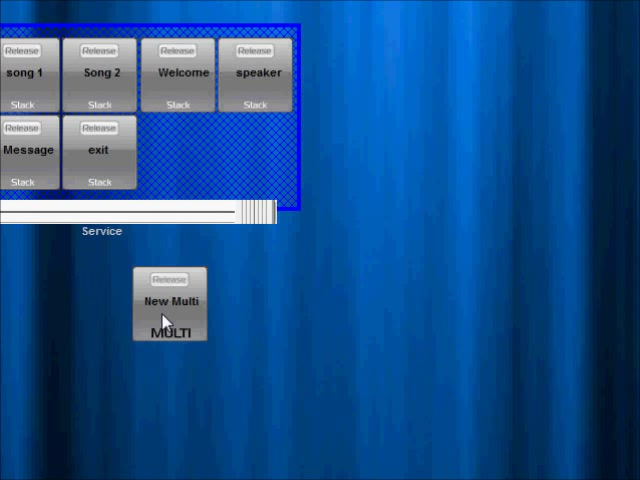 Release Release Release Release
song 1 Song 2 Welcome speaker
Stack Stack Stack Stack
Release Release
Message exit
Stack Stack
Service
Release
New Multi
MULTI